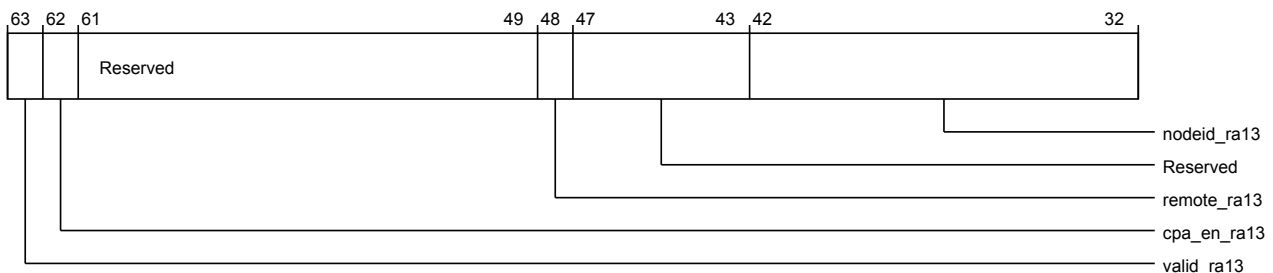 63 62 61 49 48 47 43 42 32
Reserved
nodeid_ra13
Reserved
remote_ra13
cpa_en_ra13
valid_ra13